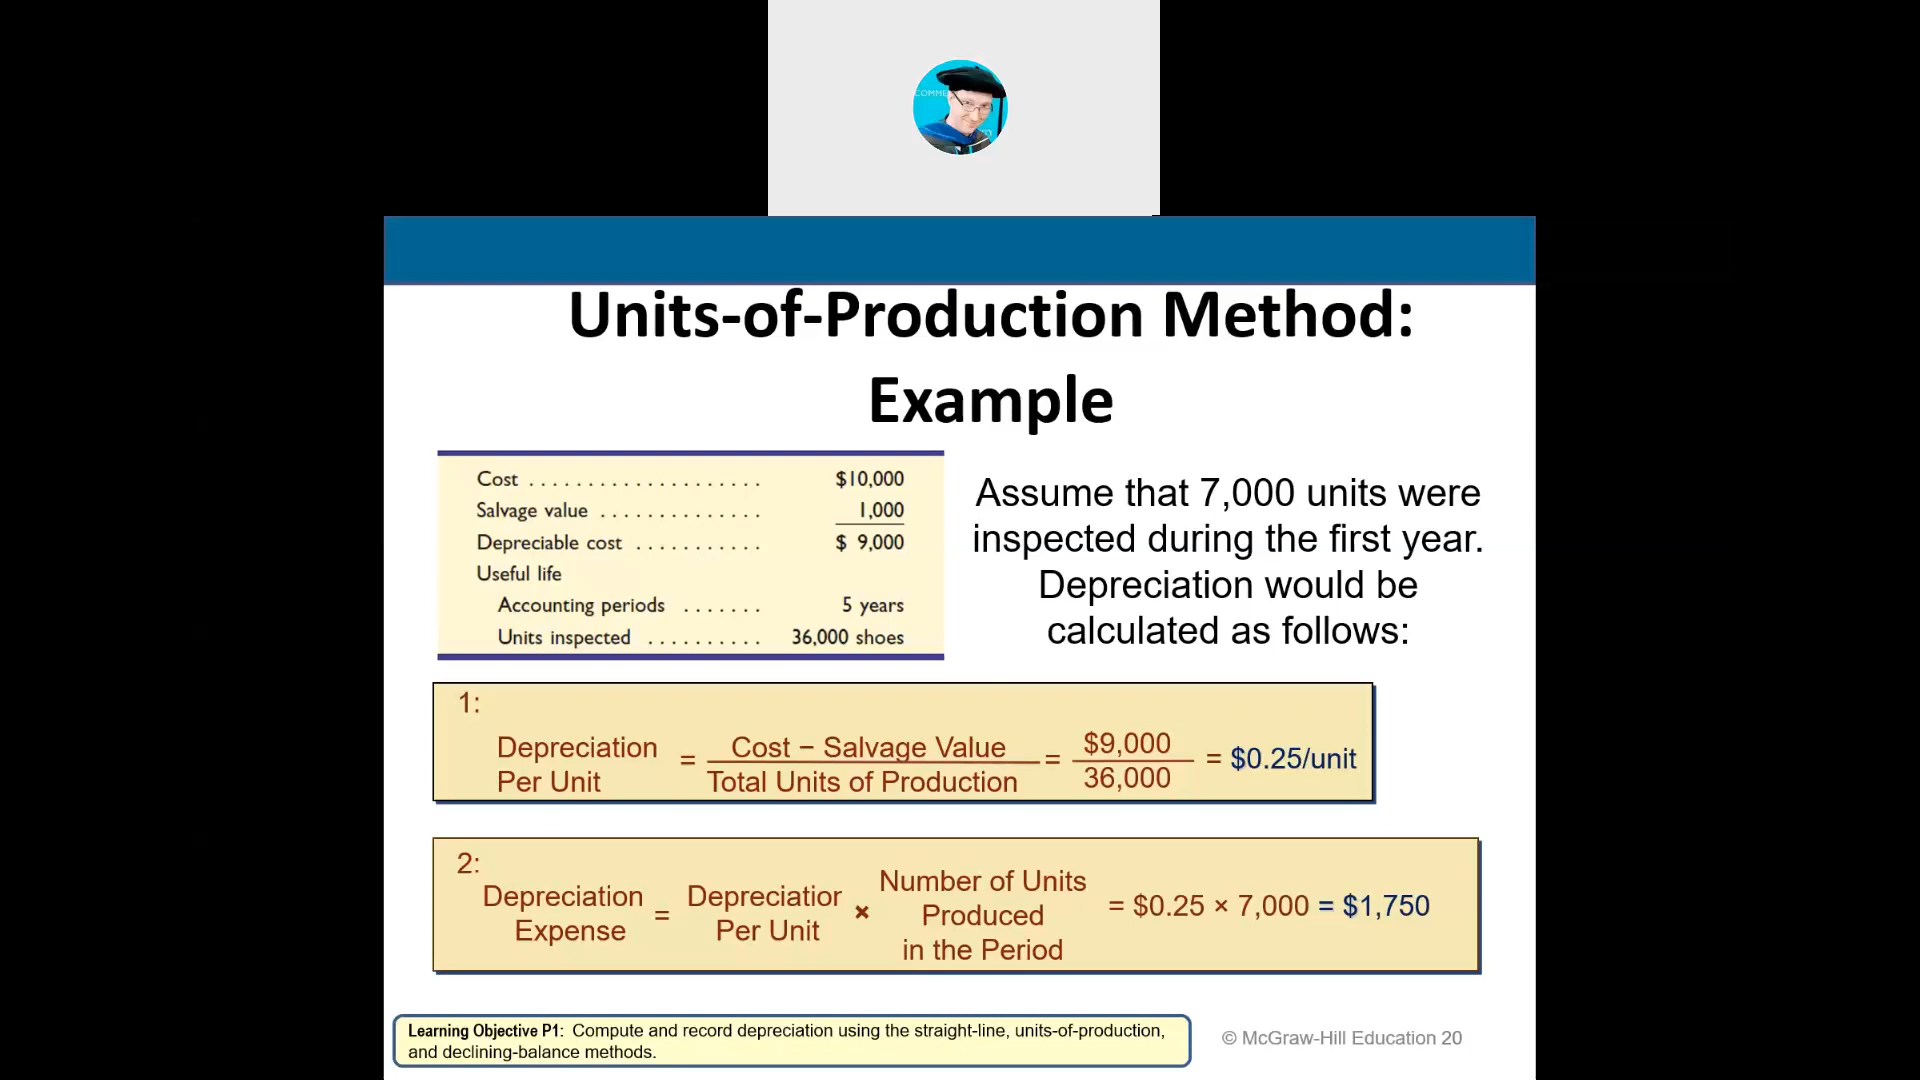 COMME
Units-of-Production Method:
Example
Cost . . . . . . . . . . . . . . . . . . . . $10,000
Salvage value . . . . . . . . . . . . . . 1,000
Depreciable cost . . . . . . . . . . . $ 9,000
Useful life
Accounting periods . . . . . . . 5 years
Units inspected . . . . . . . . . . 36,000 shoes
Assume that 7,000 units were
inspected during the first year.
Depreciation would be
calculated as follows:
1:
Depreciation
Per Unit
=
Cost − Salvage Value
Total Units of Production
=
$9,000
36,000
= $0.25/unit
2:
Depreciation
Expense
=
Depreciatior
Per Unit
×
Number of Units
Produced
in the Period
= $0.25 × 7,000 = $1,750
Learning Objective P1: Compute and record depreciation using the straight-line, units-of-production,
and declining-balance methods.
© McGraw-Hill Education 20